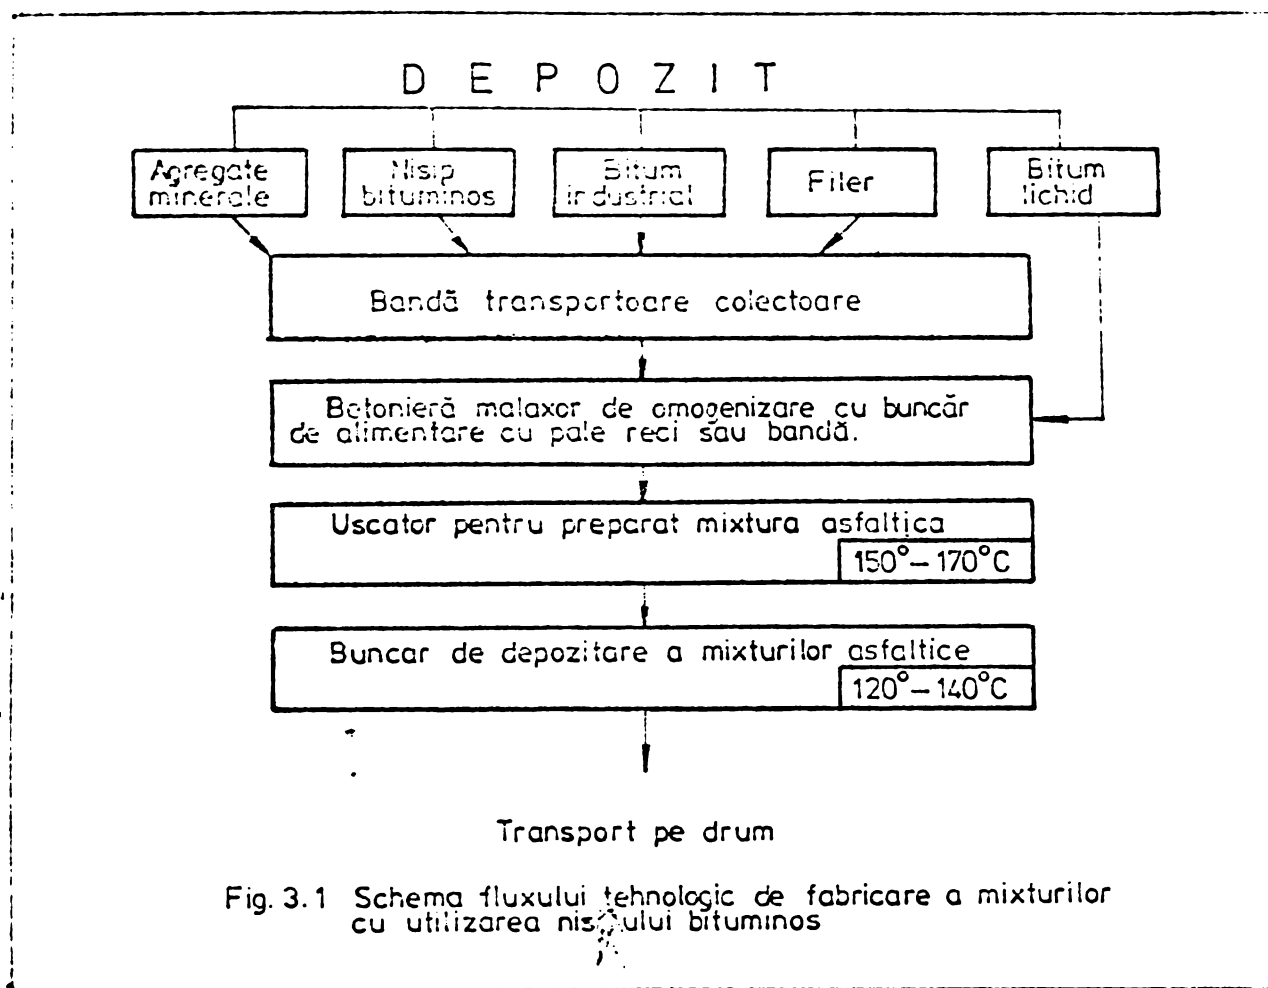 DEPOZIT
Agregate
minerale
Nisip
bituminos
Bitum
industrial
Filer
Bitum
lichid
Bandă transportoare colectoare
Betonieră malaxor de omogenizare cu buncăr
de alimentare cu pale reci sau bandă.
Uscator pentru preparat mixtura asfaltica
150°–170°C
Buncar de depozitare a mixturilor asfaltice
120°–140°C
Transport pe drum
Fig. 3.1 Schema fluxului tehnologic de fabricare a mixturilor
cu utilizarea nisipului bituminos